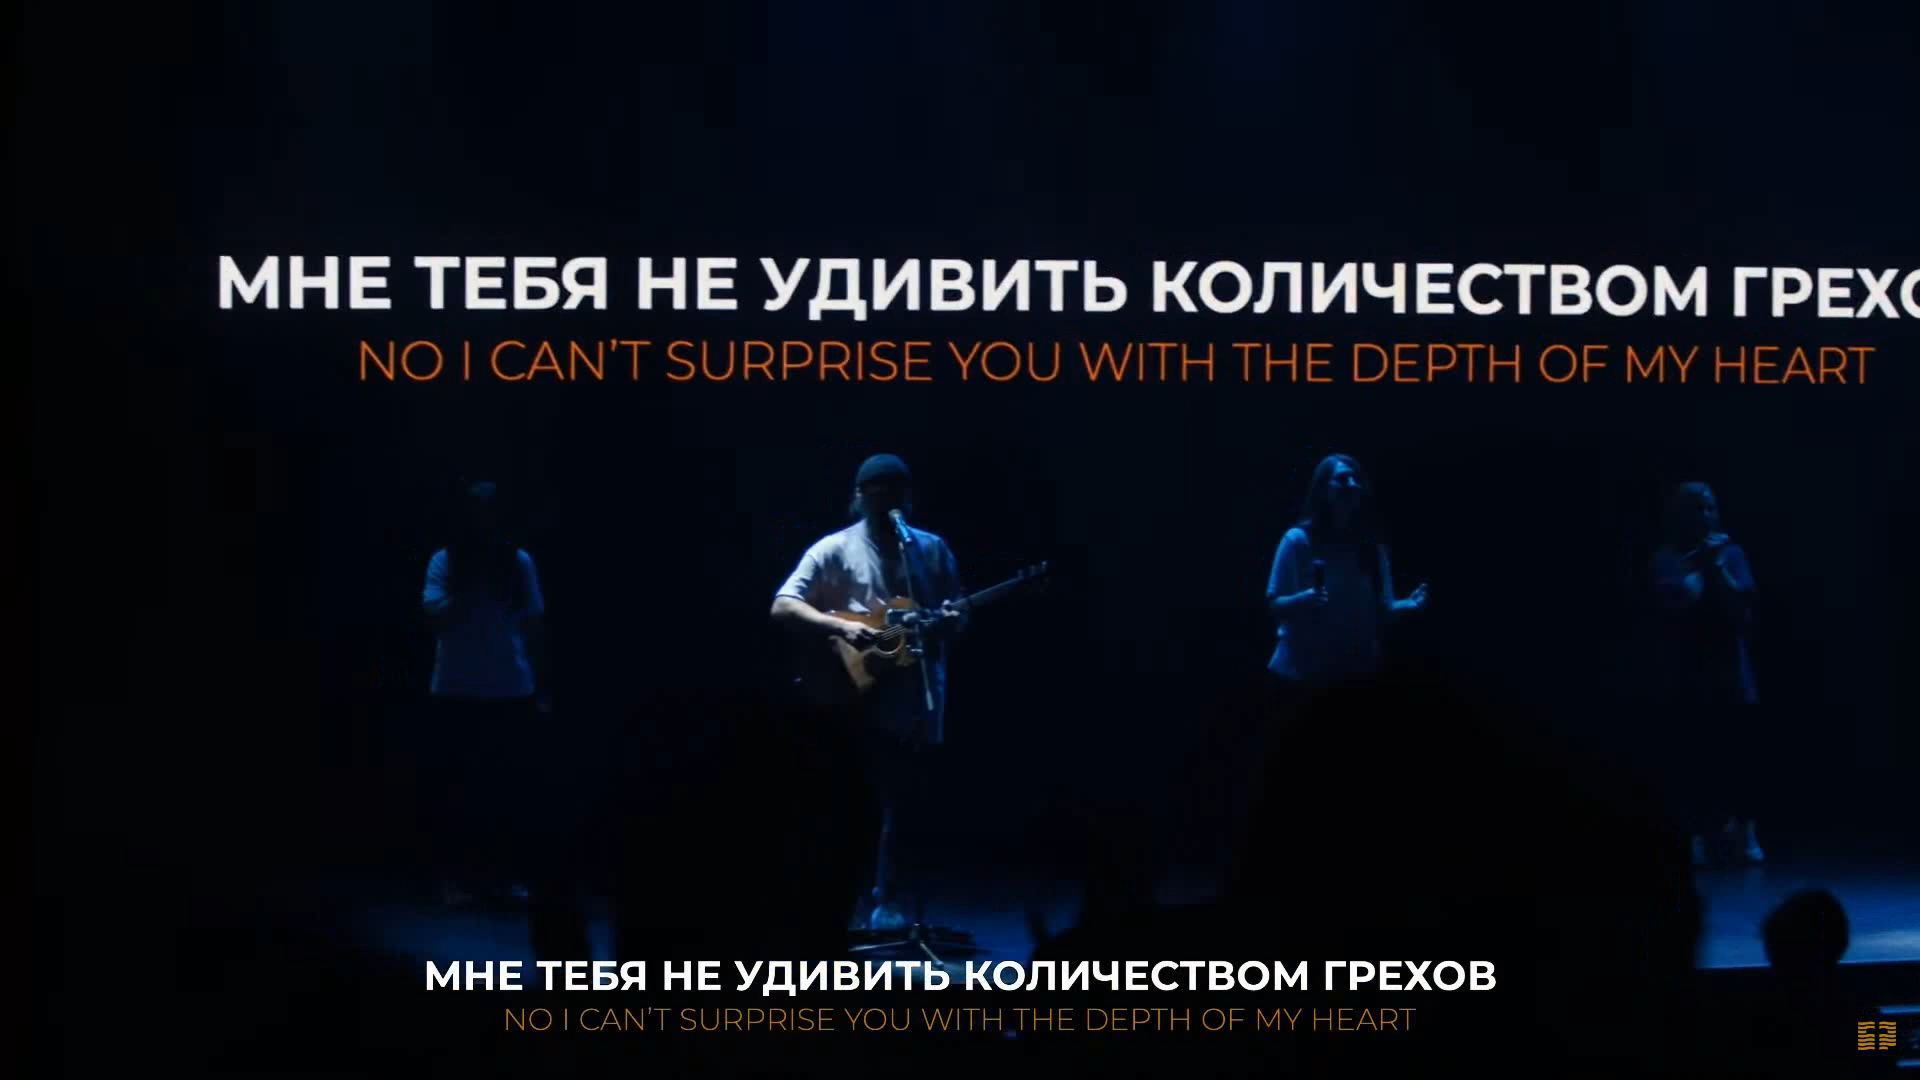 МНЕ ТЕБЯ НЕ УДИВИТЬ КОЛИЧЕСТВОМ ГРЕХО
NO I CAN'T SURPRISE YOU WITH THE DEPTH OF MY HEART
МНЕ ТЕБЯ НЕ УДИВИТЬ КОЛИЧЕСТВОМ ГРЕХОВ
NO I CAN'T SURPRISE YOU WITH THE DEPTH OF MY HEART